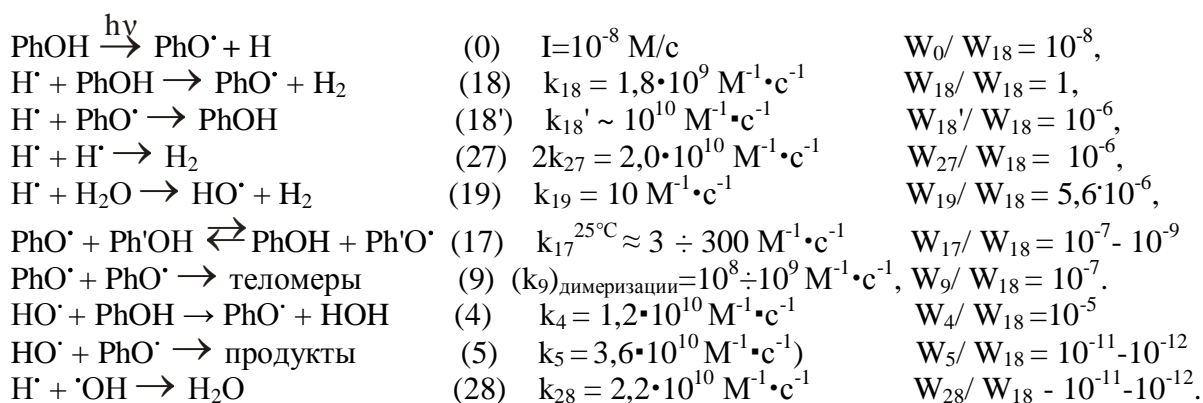 PhOH \xrightarrow{hν} PhO˙ + H (0) I=10⁻⁸ M/c W₀/ W₁₈ = 10⁻⁸,
H˙ + PhOH → PhO˙ + H₂ (18) k₁₈ = 1,8•10⁹ M⁻¹•c⁻¹ W₁₈/ W₁₈ = 1,
H˙ + PhO˙ → PhOH (18') k₁₈' ~ 10¹⁰ M⁻¹▪c⁻¹ W₁₈'/ W₁₈ = 10⁻⁶,
H˙ + H˙ → H₂ (27) 2k₂₇ = 2,0•10¹⁰ M⁻¹•c⁻¹ W₂₇/ W₁₈ = 10⁻⁶,
H˙ + H₂O → HO˙ + H₂ (19) k₁₉ = 10 M⁻¹•c⁻¹ W₁₉/ W₁₈ = 5,6˙10⁻⁶,
PhO˙ + Ph'OH ⇄ PhOH + Ph'O˙ (17) k₁₇²⁵°ᶜ ≈ 3 ÷ 300 M⁻¹•c⁻¹ W₁₇/ W₁₈ = 10⁻⁷- 10⁻⁹
PhO˙ + PhO˙ → теломеры (9) (k₉)димеризации=10⁸÷10⁹ M⁻¹•c⁻¹, W₉/ W₁₈ = 10⁻⁷.
HO˙ + PhOH → PhO˙ + HOH (4) k₄ = 1,2▪10¹⁰ M⁻¹▪c⁻¹ W₄/ W₁₈ =10⁻⁵
HO˙ + PhO˙ → продукты (5) k₅ = 3,6▪10¹⁰ M⁻¹▪c⁻¹) W₅/ W₁₈ = 10⁻¹¹-10⁻¹²
H˙ + ˙OH → H₂O (28) k₂₈ = 2,2•10¹⁰ M⁻¹•c⁻¹ W₂₈/ W₁₈ - 10⁻¹¹-10⁻¹².